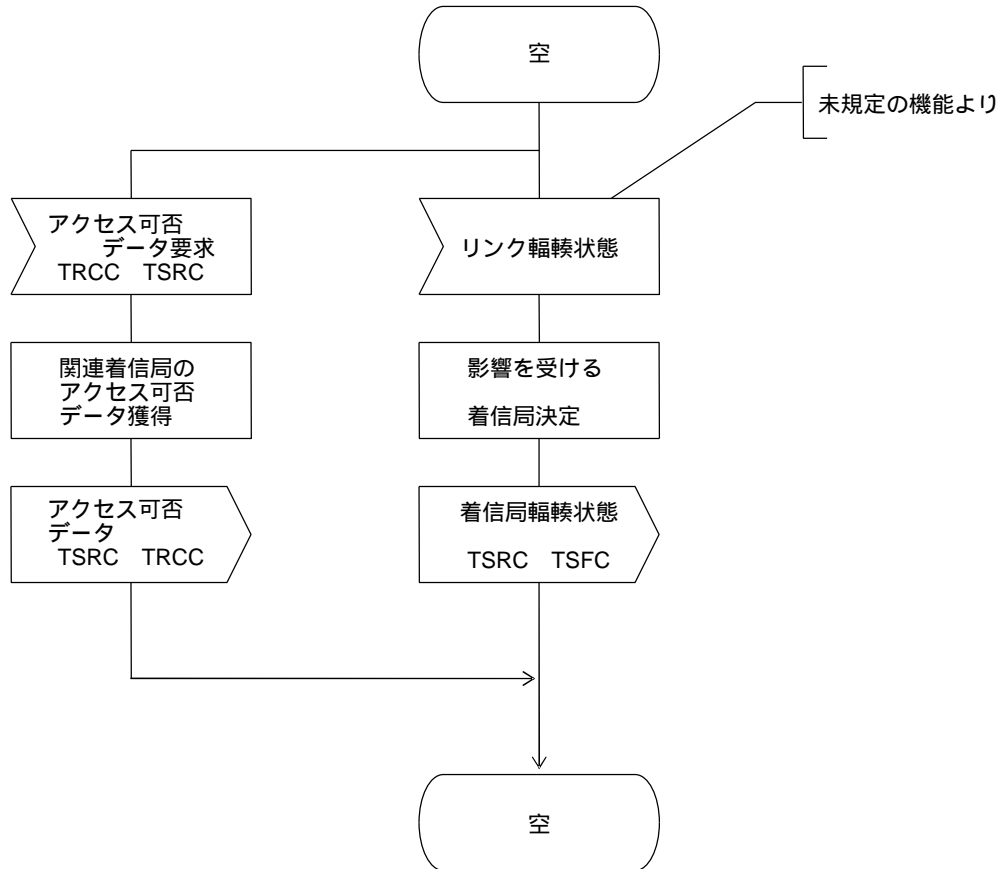 空
未規定の機能より
アクセス可否
データ要求
TRCC TSRC
リンク輻輳状態
関連着信局の
アクセス可否
データ獲得
影響を受ける
着信局決定
アクセス可否
データ
TSRC TRCC
着信局輻輳状態
TSRC TSFC
空